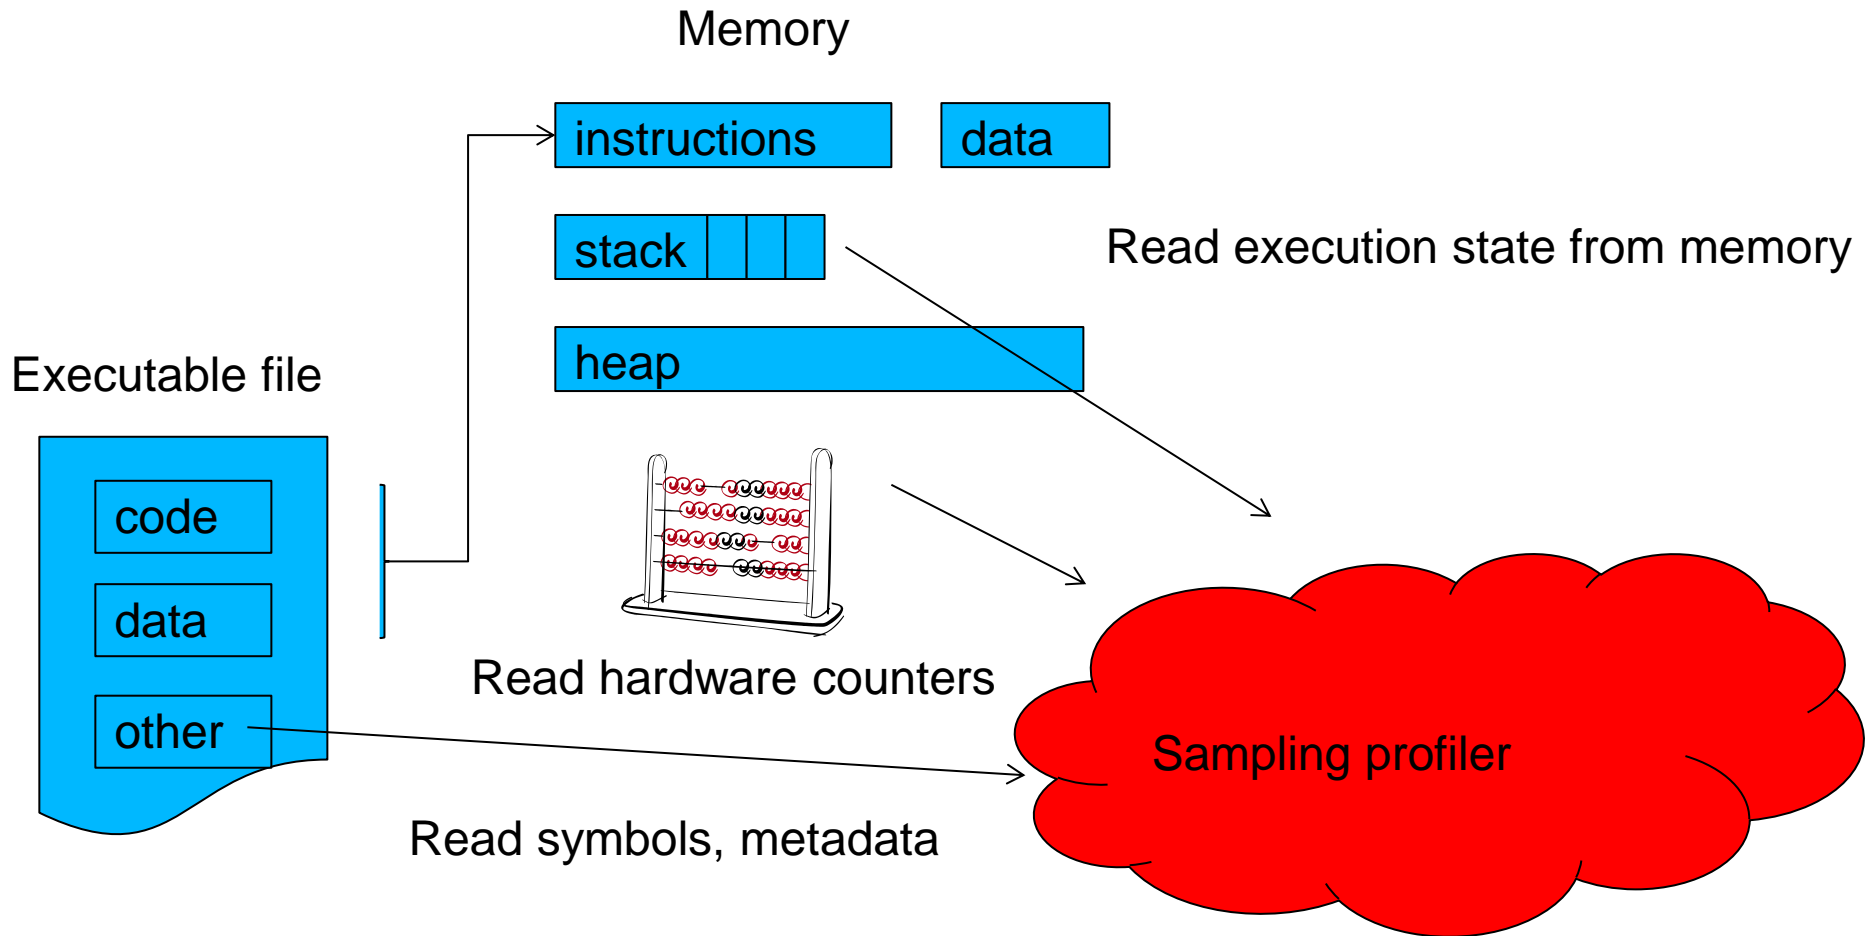 Memory
instructions
data
stack
Read execution state from memory
heap
Executable file
code
data
other
Read hardware counters
Sampling profiler
Read symbols, metadata